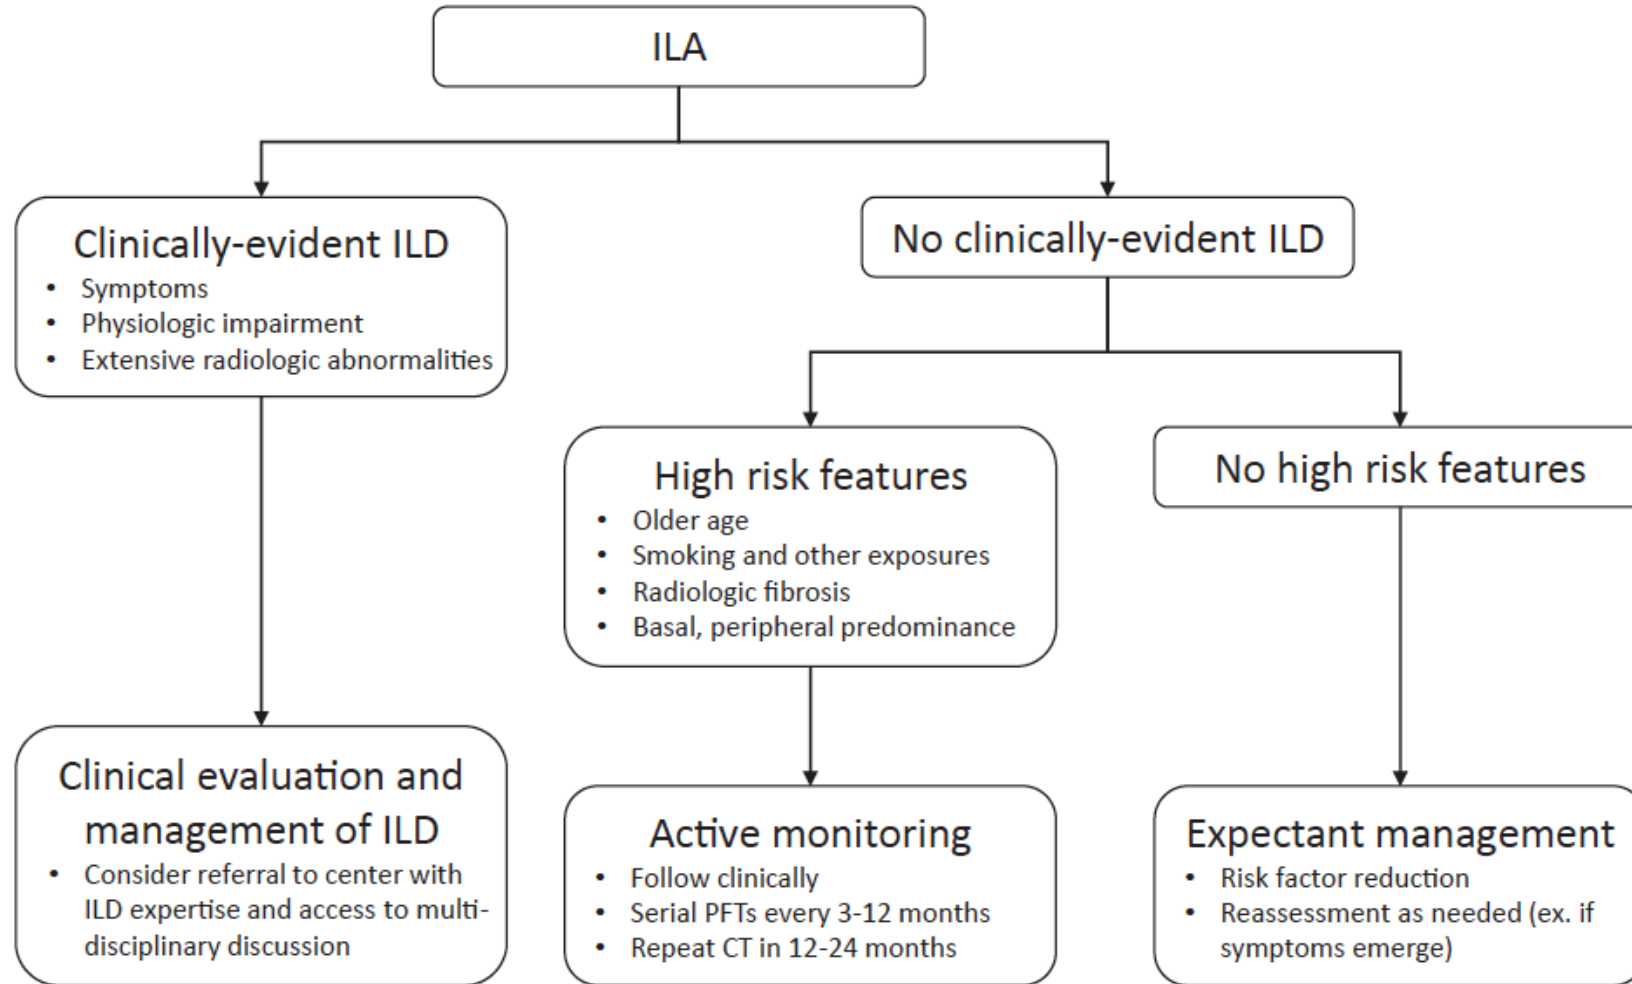 ILA
Clinically-evident ILD
• Symptoms
• Physiologic impairment
• Extensive radiologic abnormalities
No clinically-evident ILD
High risk features
• Older age
• Smoking and other exposures
• Radiologic fibrosis
• Basal, peripheral predominance
No high risk features
Clinical evaluation and
management of ILD
• Consider referral to center with
ILD expertise and access to multi-
disciplinary discussion
Active monitoring
• Follow clinically
• Serial PFTs every 3-12 months
• Repeat CT in 12-24 months
Expectant management
• Risk factor reduction
• Reassessment as needed (ex. if
symptoms emerge)